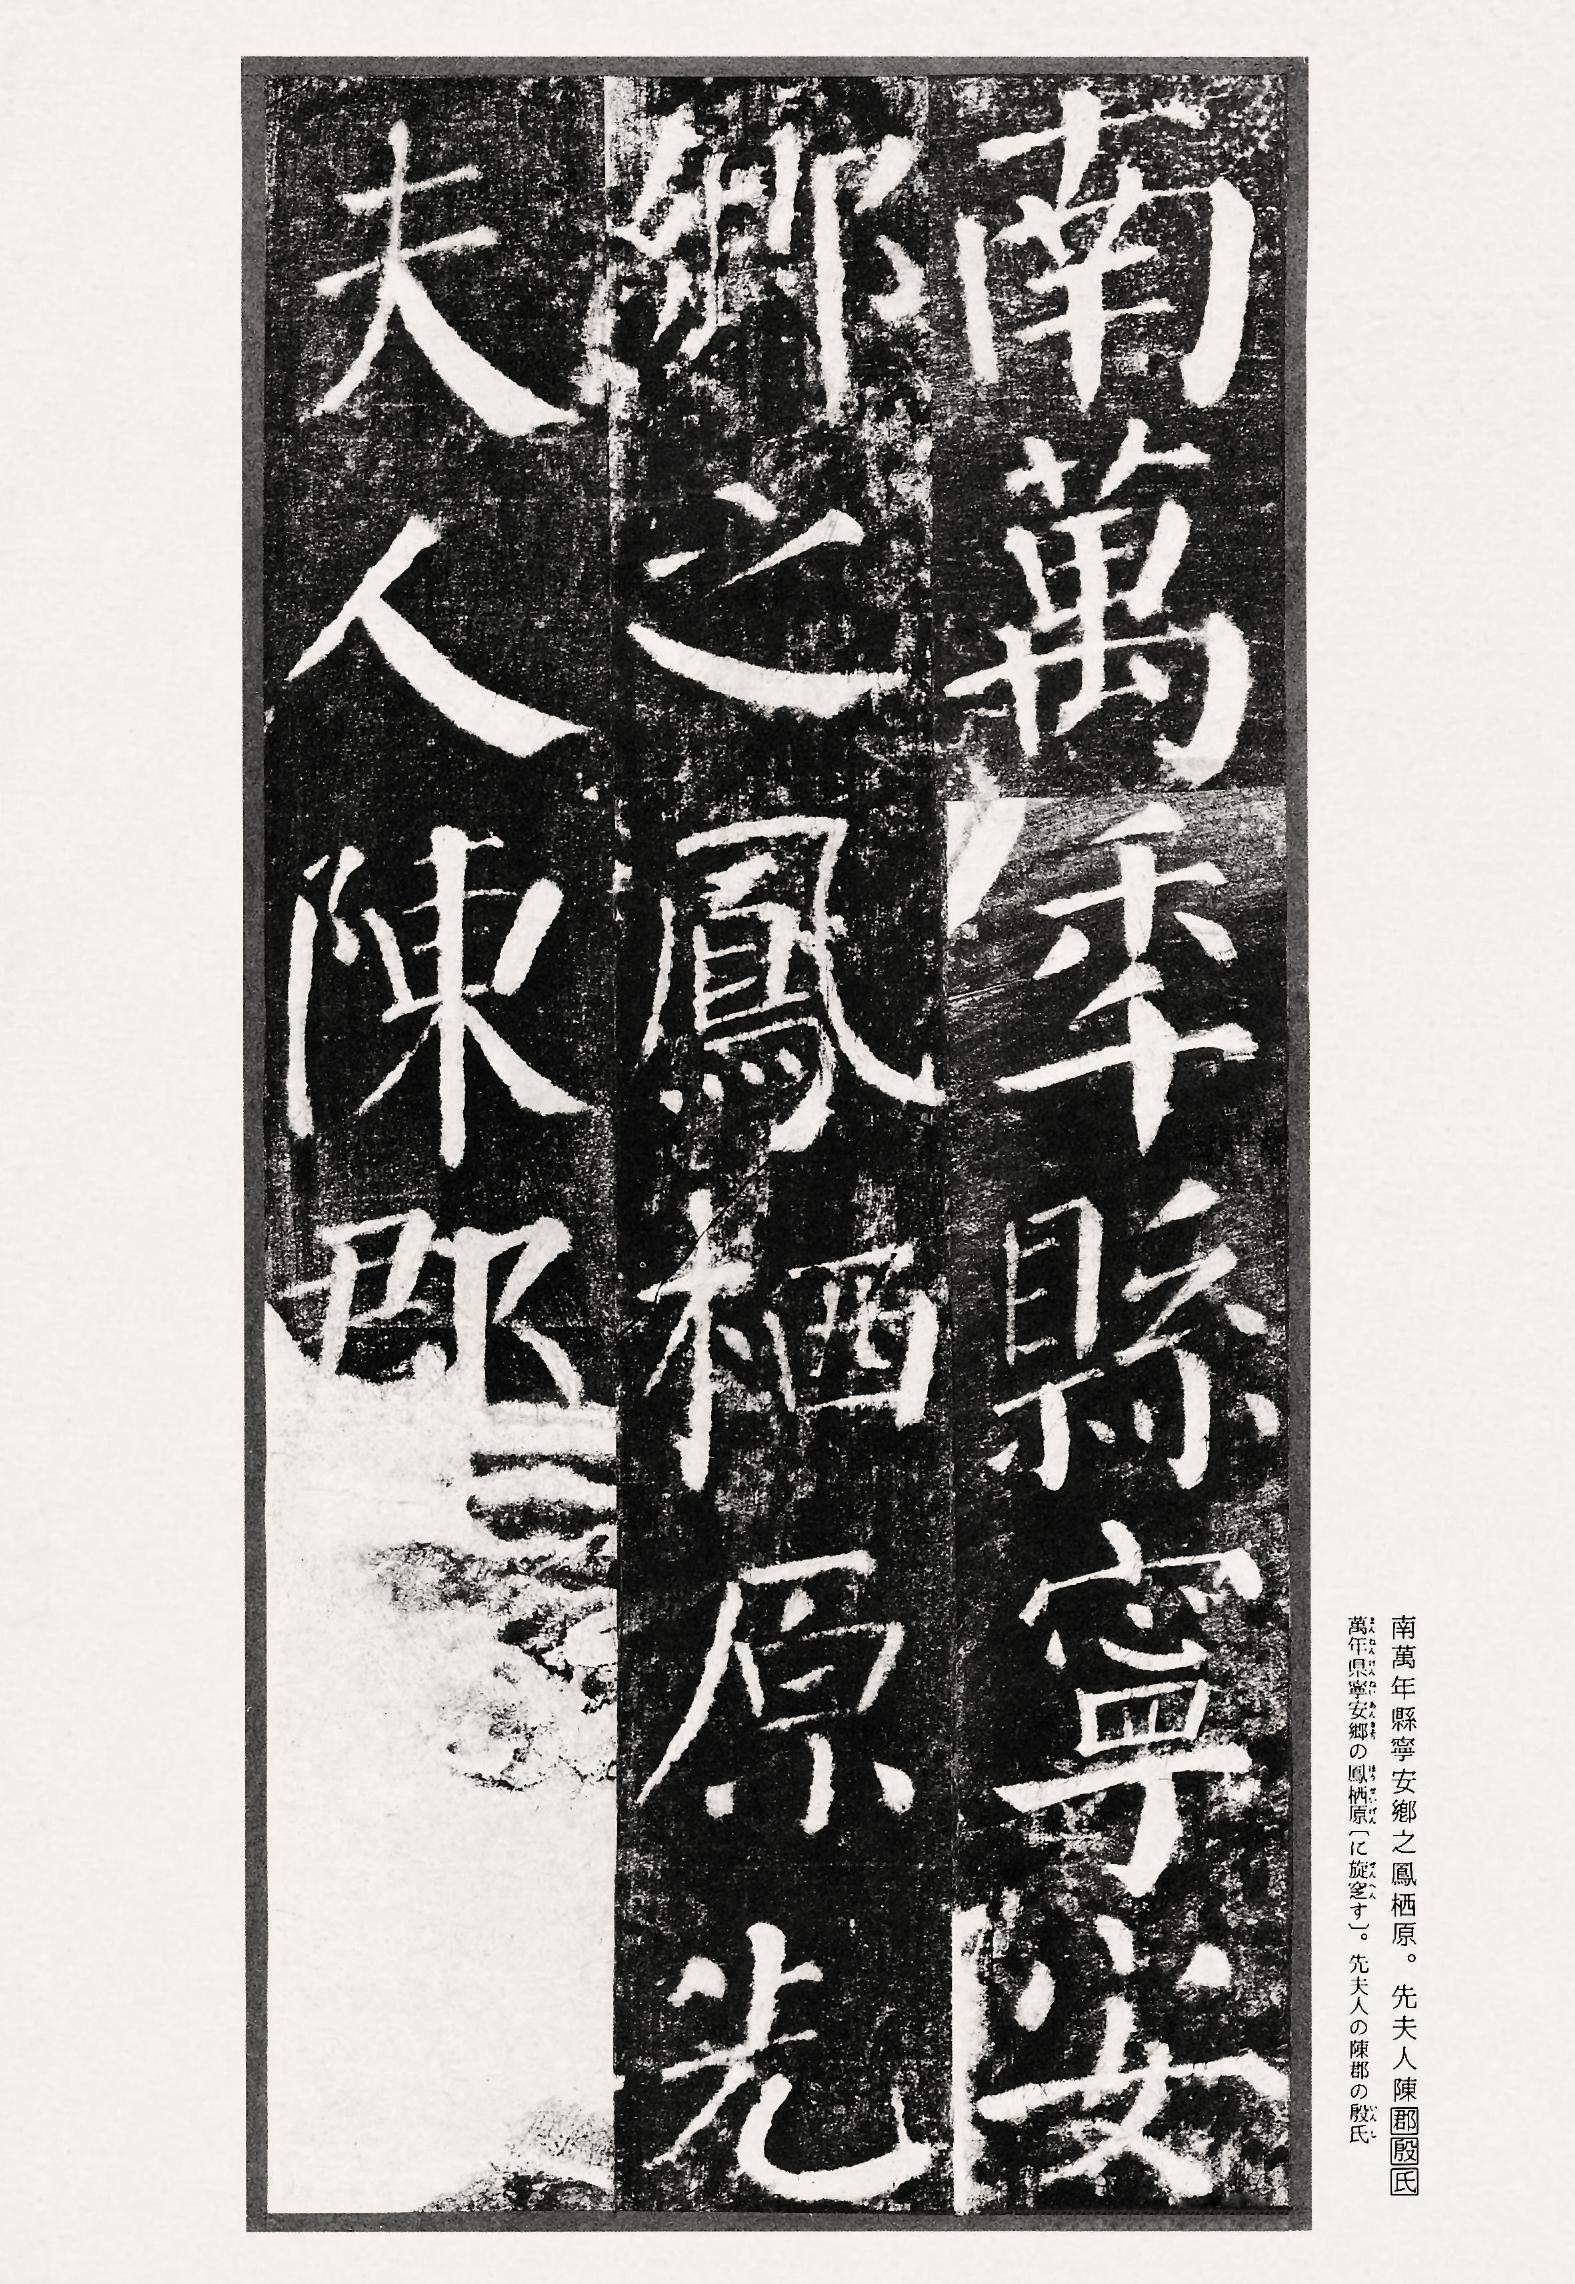 南萬年縣寧安
鄉之鳳栖原先
夫人陳郡
南萬年縣寧安鄉之鳳栖原。先夫人陳郡殷氏
萬年県寧安郷の鳳栖原〔に旋窆す〕。先夫人の陳郡の殷氏